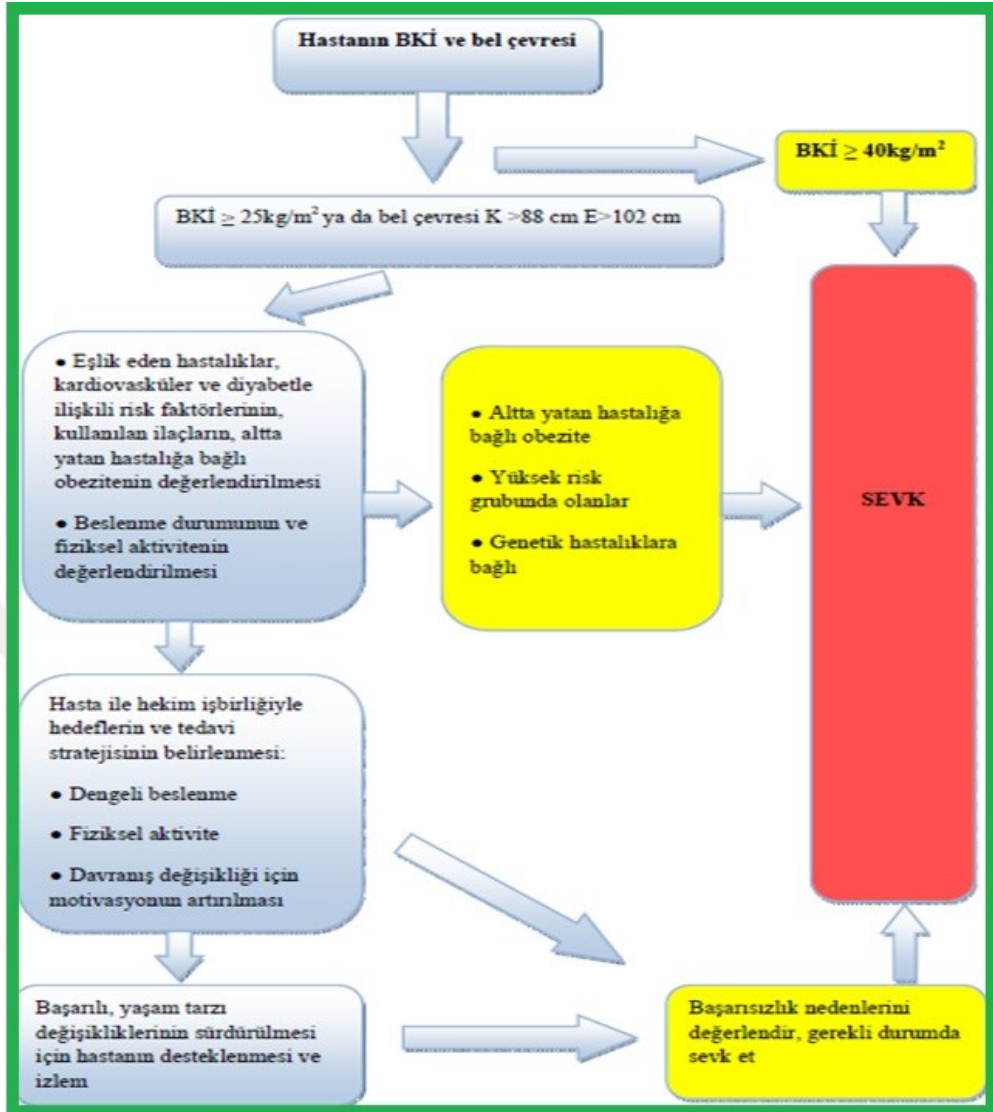 Hastanın BKİ ve bel çevresi
BKİ ≥ 40kg/m²
BKİ ≥ 25kg/m² ya da bel çevresi K >88 cm E>102 cm
● Eşlik eden hastalıklar,
kardiovasküler ve diyabetle
ilişkili risk faktörlerinin,
kullanılan ilaçların, altta
yatan hastalığa bağlı
obezitenin değerlendirilmesi
● Beslenme durumunun ve
fiziksel aktivitenin
değerlendirilmesi
● Altta yatan hastalığa
bağlı obezite
● Yüksek risk
grubunda olanlar
● Genetik hastalıklara
bağlı
SEVK
Hasta ile hekim işbirliğiyle
hedeflerin ve tedavi
stratejisinin belirlenmesi:
● Dengeli beslenme
● Fiziksel aktivite
● Davranış değişikliği için
motivasyonun artırılması
Başarılı, yaşam tarzı
değişikliklerinin sürdürülmesi
için hastanın desteklenmesi ve
izlem
Başarısızlık nedenlerini
değerlendir, gerekli durumda
sevk et